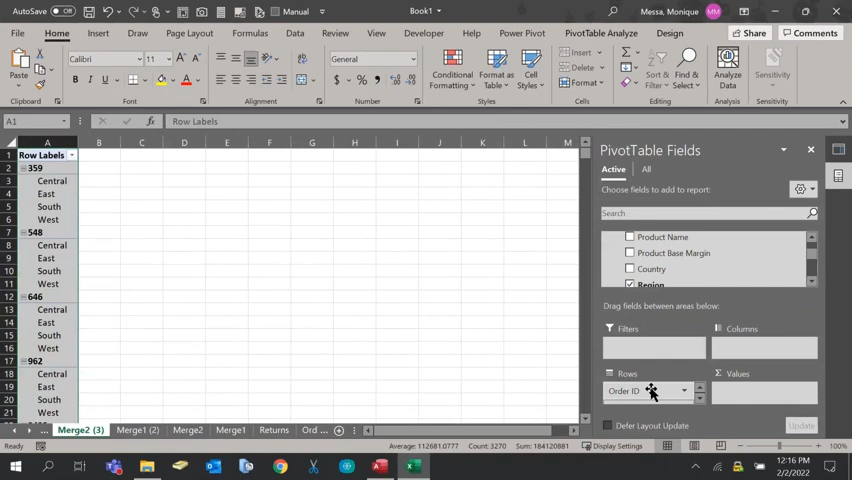 AutoSave Off Manual Book1 Messa, Monique MM
File Home Insert Draw Page Layout Formulas Data Review View Developer Help Power Pivot PivotTable Analyze Design Share Comments
Paste Calibri 11 General Conditional Formatting Format as Table Cell Styles Insert Delete Format Sort & Filter Find & Select Analyze Data Sensitivity
Clipboard Font Alignment Number Styles Cells Editing Analysis Sensitivity
A1 fx Row Labels
A B C D E F G H I J K L M
1 Row Labels
2 359
3 Central
4 East
5 South
6 West
7 548
8 Central
9 East
10 South
11 West
12 646
13 Central
14 East
15 South
16 West
17 962
18 Central
19 East
20 South
21 West
PivotTable Fields
Active All
Choose fields to add to report:
Search
Product Name
Product Base Margin
Country
Region
Drag fields between areas below:
Filters Columns
Rows Σ Values
Order ID
Defer Layout Update Update
Merge2 (3) Merge1 (2) Merge2 Merge1 Returns Ord ...
Ready Average: 112681.0777 Count: 3270 Sum: 184120881 Display Settings 100%
12:16 PM
2/2/2022